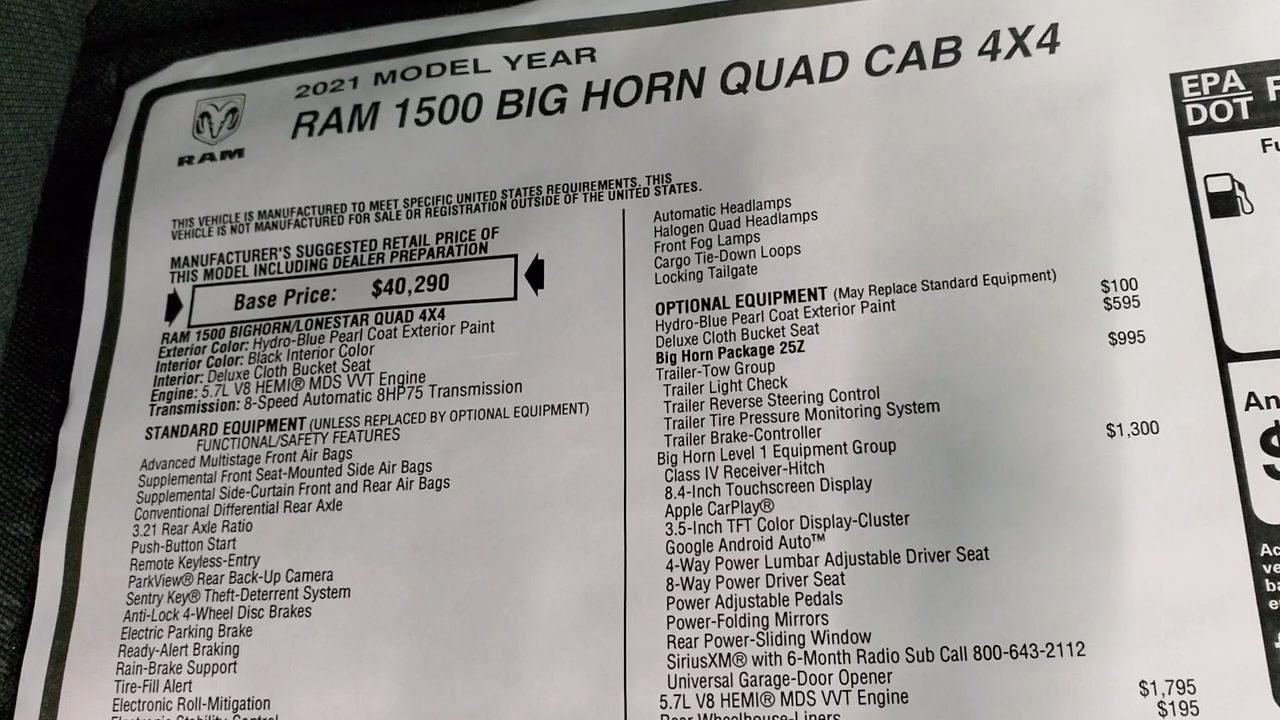 2021 MODEL YEAR
RAM 1500 BIG HORN QUAD CAB 4X4
RAM
THIS VEHICLE IS MANUFACTURED TO MEET SPECIFIC UNITED STATES REQUIREMENTS. THIS
VEHICLE IS NOT MANUFACTURED FOR SALE OR REGISTRATION OUTSIDE OF THE UNITED STATES.
MANUFACTURER'S SUGGESTED RETAIL PRICE OF
THIS MODEL INCLUDING DEALER PREPARATION
Base Price: $40,290
RAM 1500 BIGHORN/LONESTAR QUAD 4X4
Exterior Color: Hydro-Blue Pearl Coat Exterior Paint
Interior Color: Black Interior Color
Interior: Deluxe Cloth Bucket Seat
Engine: 5.7L V8 HEMI® MDS VVT Engine
Transmission: 8-Speed Automatic 8HP75 Transmission
STANDARD EQUIPMENT (UNLESS REPLACED BY OPTIONAL EQUIPMENT)
FUNCTIONAL/SAFETY FEATURES
Advanced Multistage Front Air Bags
Supplemental Front Seat-Mounted Side Air Bags
Supplemental Side-Curtain Front and Rear Air Bags
Conventional Differential Rear Axle
3.21 Rear Axle Ratio
Push-Button Start
Remote Keyless-Entry
ParkView® Rear Back-Up Camera
Sentry Key® Theft-Deterrent System
Anti-Lock 4-Wheel Disc Brakes
Electric Parking Brake
Ready-Alert Braking
Rain-Brake Support
Tire-Fill Alert
Electronic Roll-Mitigation
Electronic Stability Control
Automatic Headlamps
Halogen Quad Headlamps
Front Fog Lamps
Cargo Tie-Down Loops
Locking Tailgate
OPTIONAL EQUIPMENT (May Replace Standard Equipment)
Hydro-Blue Pearl Coat Exterior Paint $100
Deluxe Cloth Bucket Seat $595
Big Horn Package 25Z
Trailer-Tow Group $995
Trailer Light Check
Trailer Reverse Steering Control
Trailer Tire Pressure Monitoring System
Trailer Brake-Controller
Big Horn Level 1 Equipment Group $1,300
Class IV Receiver-Hitch
8.4-Inch Touchscreen Display
Apple CarPlay®
3.5-Inch TFT Color Display-Cluster
Google Android Auto™
4-Way Power Lumbar Adjustable Driver Seat
8-Way Power Driver Seat
Power Adjustable Pedals
Power-Folding Mirrors
Rear Power-Sliding Window
SiriusXM® with 6-Month Radio Sub Call 800-643-2112
Universal Garage-Door Opener
5.7L V8 HEMI® MDS VVT Engine $1,795
Rear Wheelhouse-Liners $195
EPA
DOT